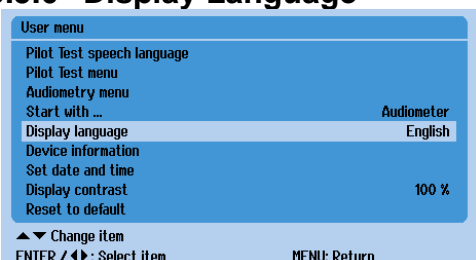 Display Language
User menu
Pilot Test speech language
Pilot Test menu
Audiometry menu
Start with ... Audiometer
Display language English
Device information
Set date and time
Display contrast 100 %
Reset to default
▲▼ Change item
ENTER / ◀▶: Select item MENU: Return